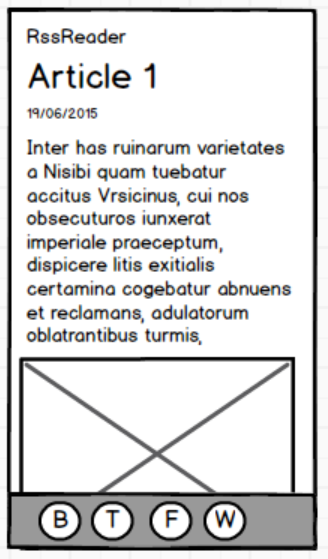 RssReader
Article 1
19/06/2015
Inter has ruinarum varietates
a Nisibi quam tuebatur
accitus Vrsicinus, cui nos
obsecuturos iunxerat
imperiale praeceptum,
dispicere litis exitialis
certamina cogebatur abnuens
et reclamans, adulatorum
oblatrantibus turmis,
B T F W